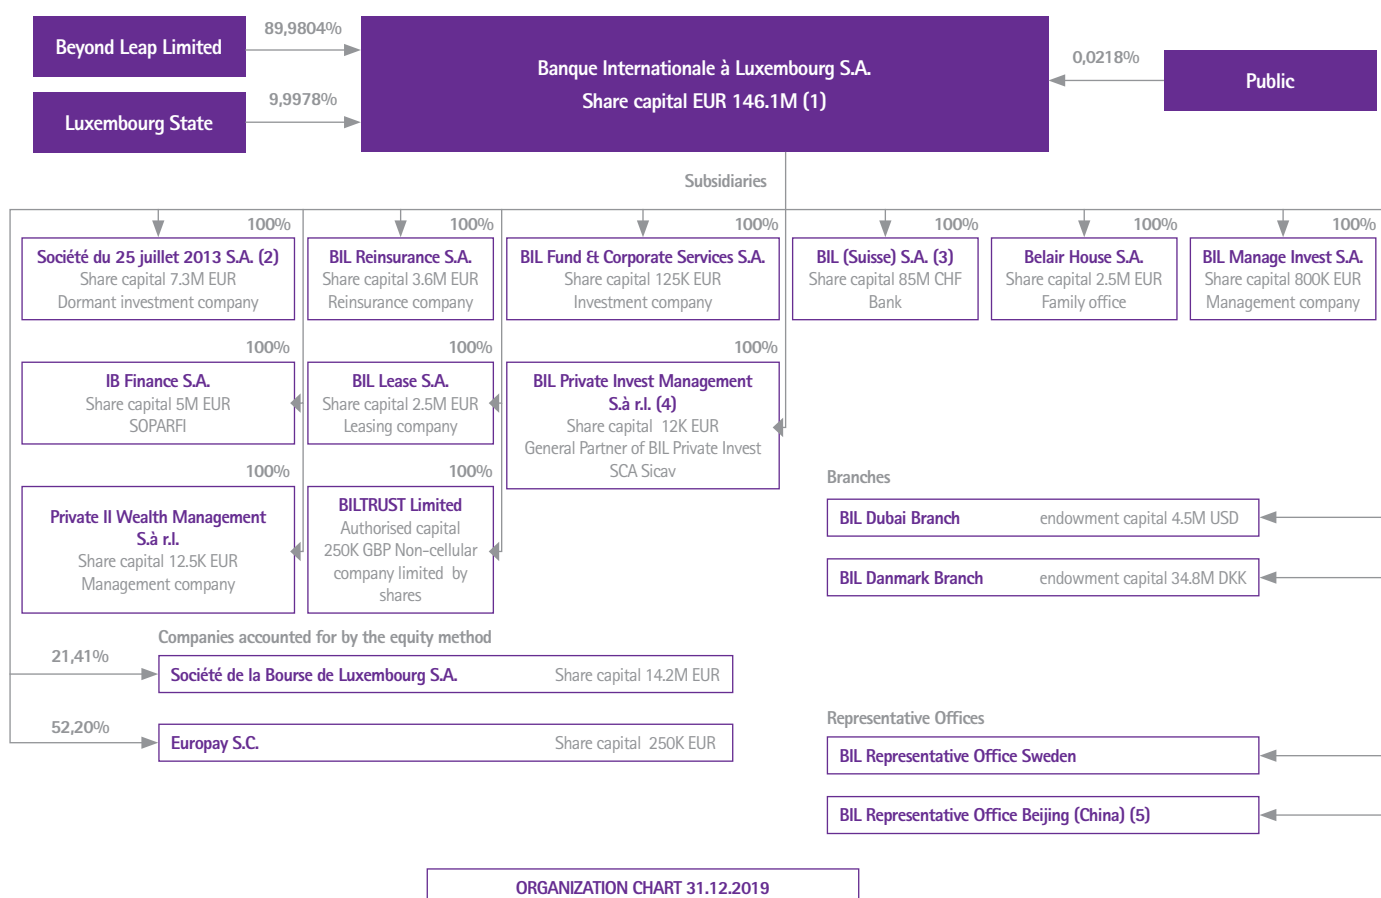 Beyond Leap Limited
89,9804%
Luxembourg State
9,9978%
Banque Internationale à Luxembourg S.A.
Share capital EUR 146.1M (1)
0,0218%
Public
Subsidiaries
100%
Société du 25 juillet 2013 S.A. (2)
Share capital 7.3M EUR
Dormant investment company
100%
BIL Reinsurance S.A.
Share capital 3.6M EUR
Reinsurance company
100%
BIL Fund & Corporate Services S.A.
Share capital 125K EUR
Investment company
100%
BIL (Suisse) S.A. (3)
Share capital 85M CHF
Bank
100%
Belair House S.A.
Share capital 2.5M EUR
Family office
100%
BIL Manage Invest S.A.
Share capital 800K EUR
Management company
100%
IB Finance S.A.
Share capital 5M EUR
SOPARFI
100%
BIL Lease S.A.
Share capital 2.5M EUR
Leasing company
100%
BIL Private Invest Management
S.à r.l. (4)
Share capital 12K EUR
General Partner of BIL Private Invest
SCA Sicav
100%
Private II Wealth Management
S.à r.l.
Share capital 12.5K EUR
Management company
100%
BILTRUST Limited
Authorised capital
250K GBP Non-cellular
company limited by
shares
Branches
BIL Dubai Branch endowment capital 4.5M USD
BIL Danmark Branch endowment capital 34.8M DKK
Companies accounted for by the equity method
21,41%
Société de la Bourse de Luxembourg S.A. Share capital 14.2M EUR
52,20%
Europay S.C. Share capital 250K EUR
Representative Offices
BIL Representative Office Sweden
BIL Representative Office Beijing (China) (5)
ORGANIZATION CHART 31.12.2019